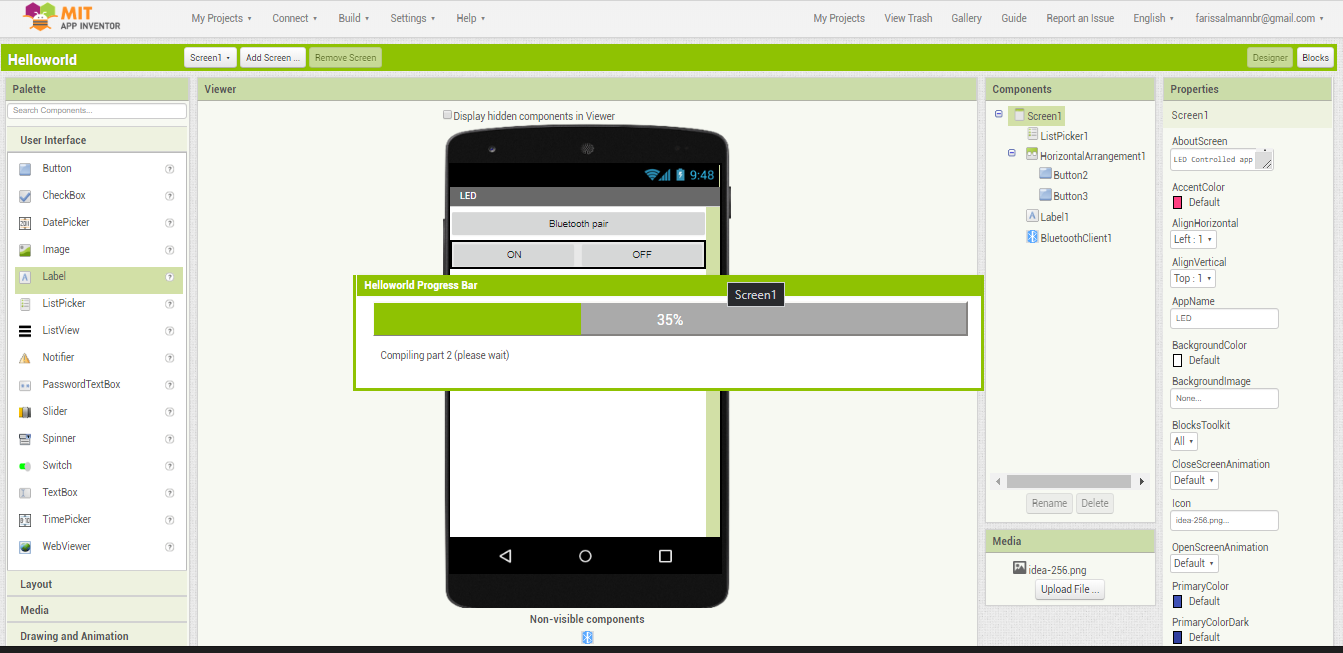 MIT
APP INVENTOR
My Projects
Connect
Build
Settings
Help
My Projects
View Trash
Gallery
Guide
Report an Issue
English
farissalmannbr@gmail.com
Helloworld
Screen1
Add Screen ...
Remove Screen
Designer
Blocks
Palette
Search Components...
User Interface
Button
?
CheckBox
?
DatePicker
?
Image
?
Label
?
ListPicker
?
ListView
?
Notifier
?
PasswordTextBox
?
Slider
?
Spinner
?
Switch
?
TextBox
?
TimePicker
?
WebViewer
?
Layout
Media
Drawing and Animation
Viewer
Display hidden components in Viewer
9:48
LED
Bluetooth pair
ON
OFF
Helloworld Progress Bar
Screen1
35%
Compiling part 2 (please wait)
Non-visible components
Components
Screen1
ListPicker1
HorizontalArrangement1
Button2
Button3
A Label1
BluetoothClient1
Rename
Delete
Media
idea-256.png
Upload File ...
Properties
Screen1
AboutScreen
LED Controlled app
AccentColor
Default
AlignHorizontal
Left : 1
AlignVertical
Top : 1
AppName
LED
BackgroundColor
Default
BackgroundImage
None...
BlocksToolkit
All
CloseScreenAnimation
Default
Icon
idea-256.png...
OpenScreenAnimation
Default
PrimaryColor
Default
PrimaryColorDark
Default